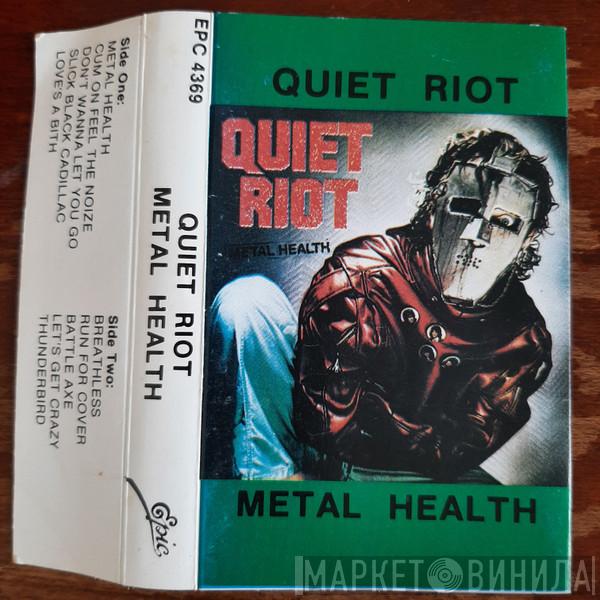 Side One:
METAL HEALTH
CUM ON FEEL THE NOIZE
DON'T WANNA LET YOU GO
SLICK BLACK CADILLAC
LOVE'S A BITH
Side Two:
BREATHLESS
RUN FOR COVER
BATTLE AXE
LET'S GET CRAZY
THUNDERBIRD
EPC 4369
QUIET RIOT
METAL HEALTH
Epic
QUIET RIOT
QUIET
RIOT
METAL HEALTH
METAL HEALTH
МАРКЕТ ВИНИЛА